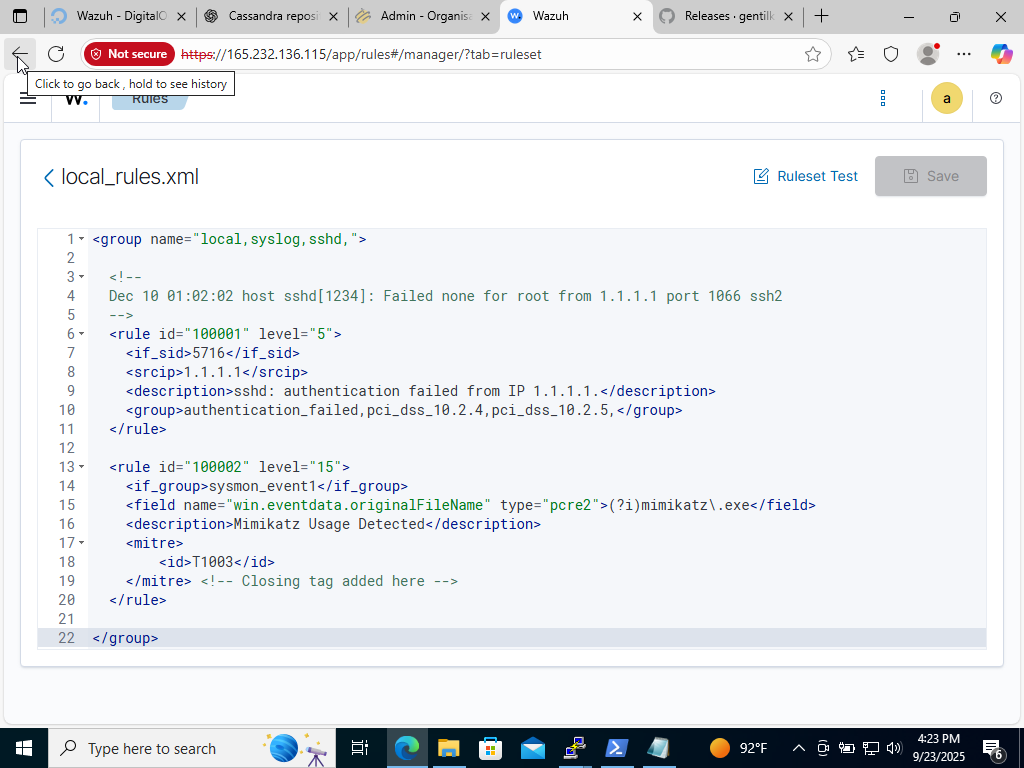 Wazuh - DigitalO
Cassandra reposi
Admin - Organisa
Wazuh
Releases · gentilk
Not secure
https://165.232.136.115/app/rules#/manager/?tab=ruleset
Click to go back, hold to see history
W.
Rules
a
local_rules.xml
Ruleset Test
Save
1 <group name="local,syslog,sshd,">
2
3 <!--
4 Dec 10 01:02:02 host sshd[1234]: Failed none for root from 1.1.1.1 port 1066 ssh2
5 -->
6 <rule id="100001" level="5">
7 <if_sid>5716</if_sid>
8 <srcip>1.1.1.1</srcip>
9 <description>sshd: authentication failed from IP 1.1.1.1.</description>
10 <group>authentication_failed,pci_dss_10.2.4,pci_dss_10.2.5,</group>
11 </rule>
12
13 <rule id="100002" level="15">
14 <if_group>sysmon_event1</if_group>
15 <field name="win.eventdata.originalFileName" type="pcre2">(?i)mimikatz\.exe</field>
16 <description>Mimikatz Usage Detected</description>
17 <mitre>
18 <id>T1003</id>
19 </mitre> <!-- Closing tag added here -->
20 </rule>
21
22 </group>
Type here to search
92°F
4:23 PM
9/23/2025
6